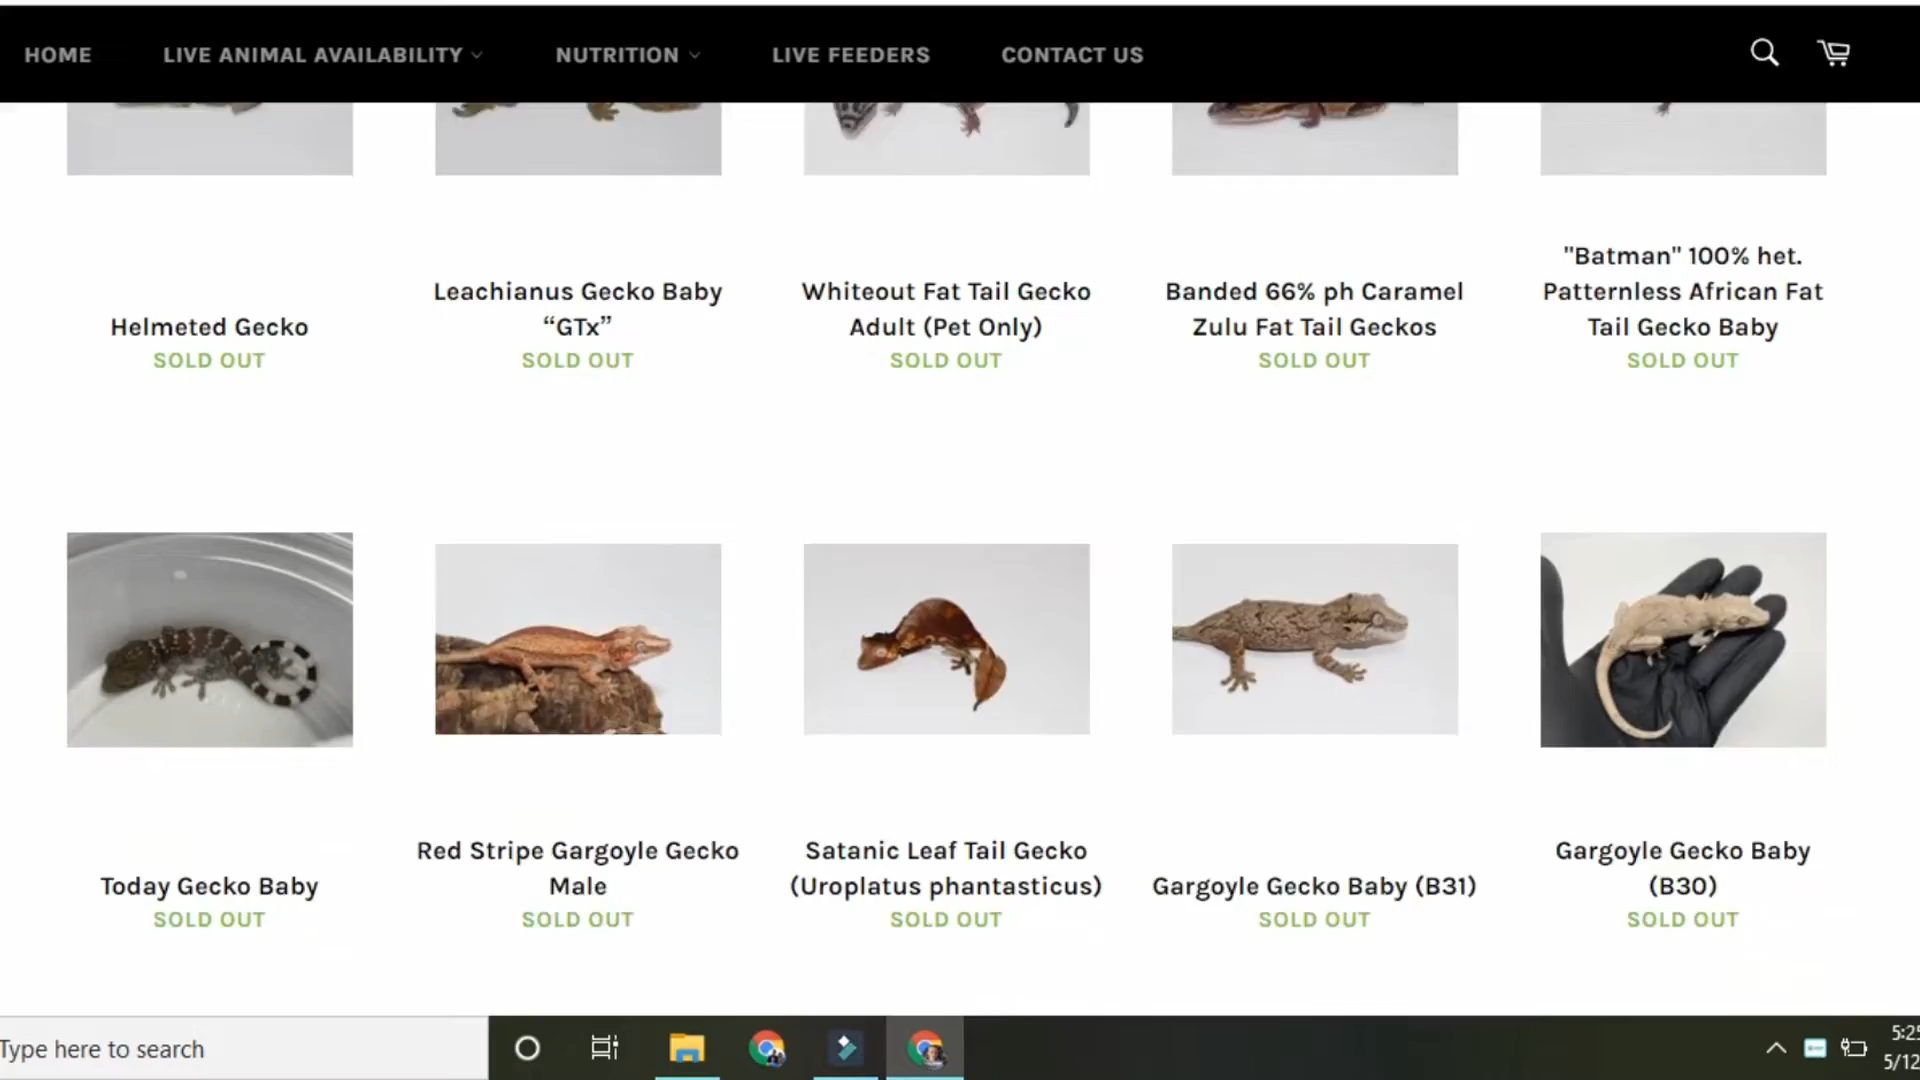 HOME LIVE ANIMAL AVAILABILITY NUTRITION LIVE FEEDERS CONTACT US
Helmeted Gecko
SOLD OUT
Leachianus Gecko Baby
“GTx”
SOLD OUT
Whiteout Fat Tail Gecko
Adult (Pet Only)
SOLD OUT
Banded 66% ph Caramel
Zulu Fat Tail Geckos
SOLD OUT
"Batman" 100% het.
Patternless African Fat
Tail Gecko Baby
SOLD OUT
Today Gecko Baby
SOLD OUT
Red Stripe Gargoyle Gecko
Male
SOLD OUT
Satanic Leaf Tail Gecko
(Uroplatus phantasticus)
SOLD OUT
Gargoyle Gecko Baby (B31)
SOLD OUT
Gargoyle Gecko Baby
(B30)
SOLD OUT
Type here to search
5:25
5/12